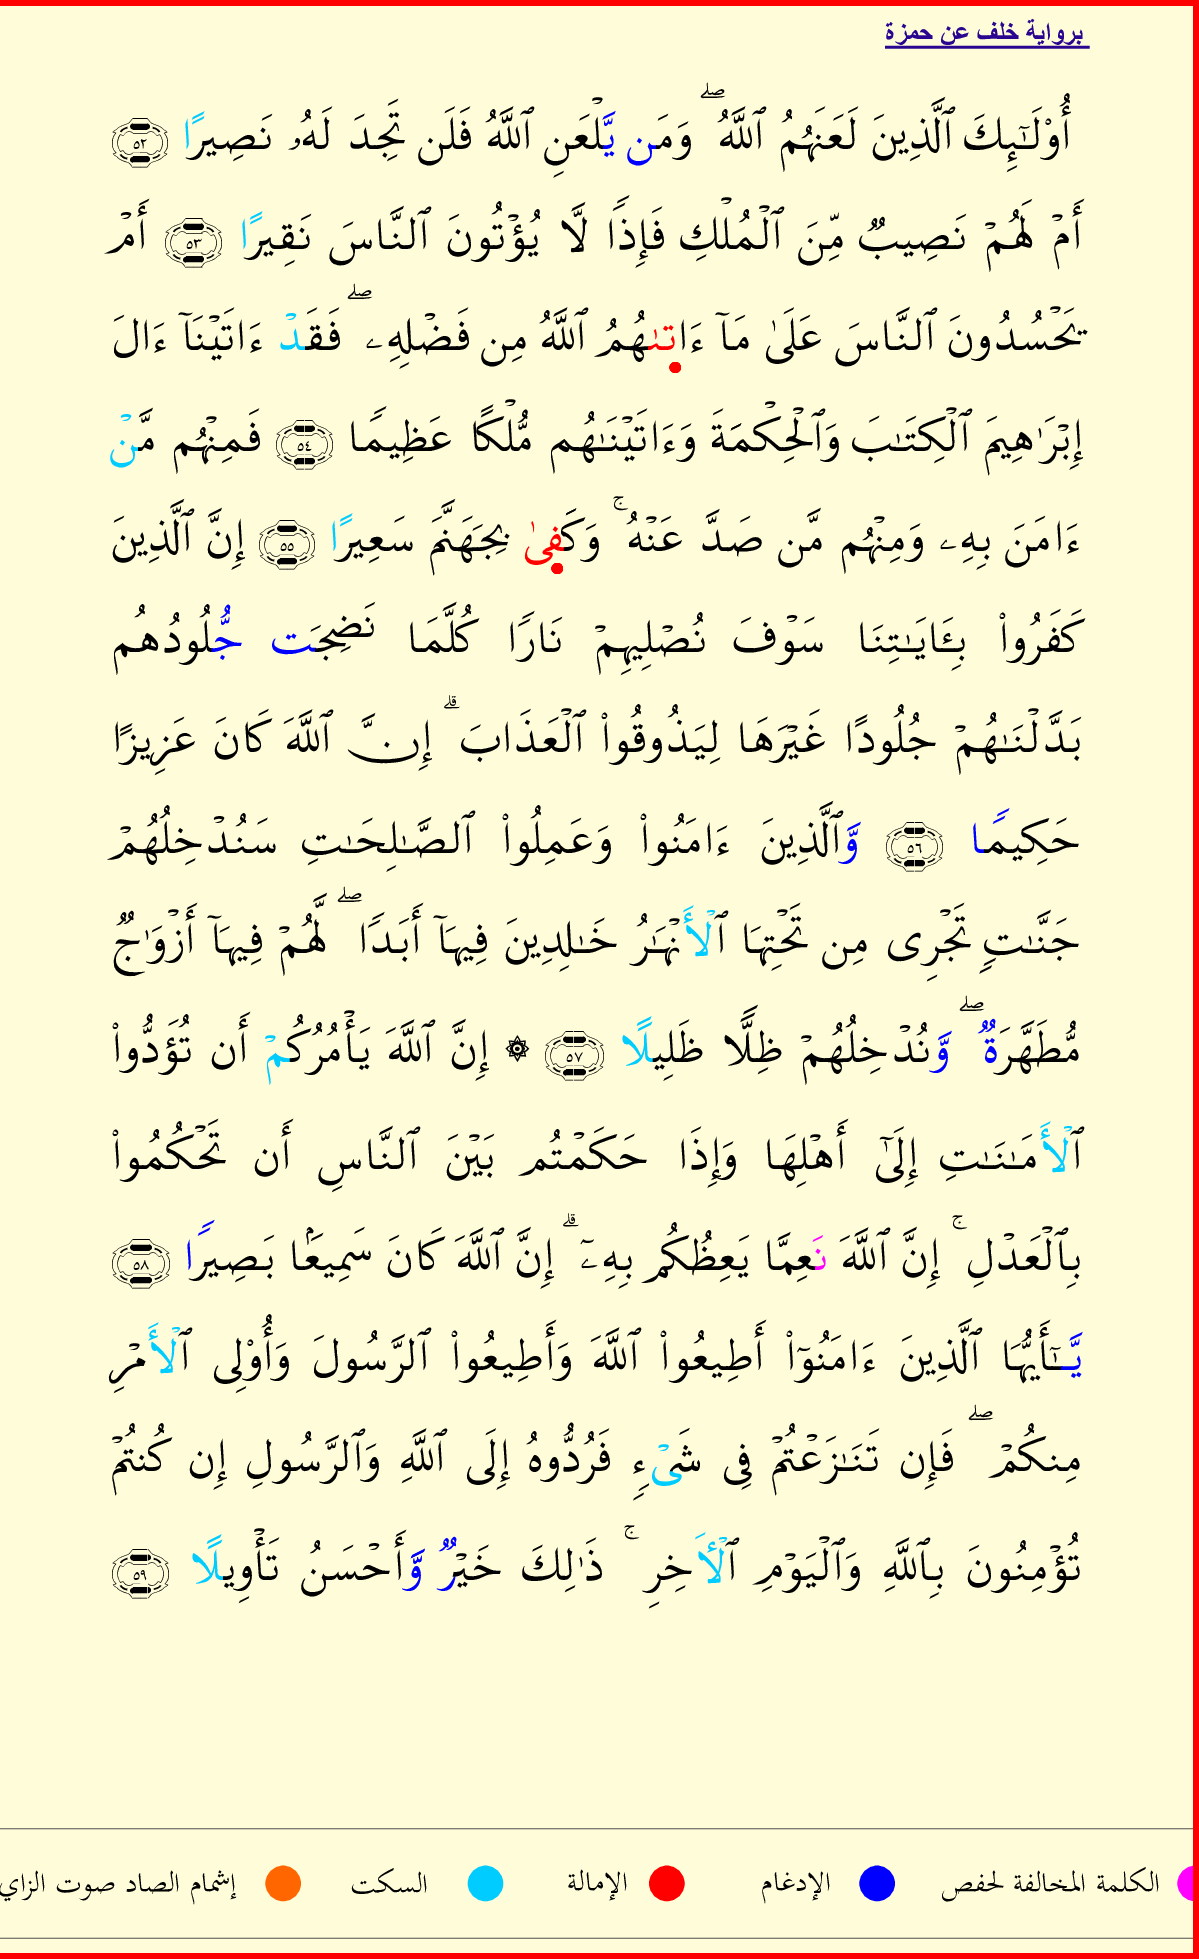 برواية خلف عن حمزة
أُوْلَـٰٓئِكَ ٱلَّذِينَ لَعَنَهُمُ ٱللَّهُ ۖ وَمَن يَّلْعَنِ ٱللَّهُ فَلَن تَجِدَ لَهُۥ نَصِيرًا ٥٢
أَمْ لَهُمْ نَصِيبٌ مِّنَ ٱلْمُلْكِ فَإِذًا لَّا يُؤْتُونَ ٱلنَّاسَ نَقِيرًا ٥٣ أَمْ
يَحْسُدُونَ ٱلنَّاسَ عَلَىٰ مَآ ءَاتَىٰهُمُ ٱللَّهُ مِن فَضْلِهِۦ ۖ فَقَدْ ءَاتَيْنَآ ءَالَ
إِبْرَٰهِيمَ ٱلْكِتَـٰبَ وَٱلْحِكْمَةَ وَءَاتَيْنَـٰهُم مُّلْكًا عَظِيمًا ٥٤ فَمِنْهُم مَّنْ
ءَامَنَ بِهِۦ وَمِنْهُم مَّن صَدَّ عَنْهُ ۚ وَكَفِىٰ بِجَهَنَّمَ سَعِيرًا ٥٥ إِنَّ ٱلَّذِينَ
كَفَرُوا۟ بِـَٔايَـٰتِنَا سَوْفَ نُصْلِيهِمْ نَارًا كُلَّمَا نَضِجَت جُّلُودُهُم
بَدَّلْنَـٰهُمْ جُلُودًا غَيْرَهَا لِيَذُوقُوا۟ ٱلْعَذَابَ ۗ إِنَّ ٱللَّهَ كَانَ عَزِيزًا
حَكِيمًا ٥٦ وَّٱلَّذِينَ ءَامَنُوا۟ وَعَمِلُوا۟ ٱلصَّـٰلِحَـٰتِ سَنُدْخِلُهُمْ
جَنَّـٰتٍ تَجْرِى مِن تَحْتِهَا ٱلْأَنْهَـٰرُ خَـٰلِدِينَ فِيهَآ أَبَدًا ۖ لَّهُمْ فِيهَآ أَزْوَٰجٌ
مُّطَهَّرَةٌ ۖ وَّنُدْخِلُهُمْ ظِلًّا ظَلِيلًا ٥٧ ۞ إِنَّ ٱللَّهَ يَأْمُرُكُمْ أَن تُؤَدُّوا۟
ٱلْأَمَـٰنَـٰتِ إِلَىٰٓ أَهْلِهَا وَإِذَا حَكَمْتُم بَيْنَ ٱلنَّاسِ أَن تَحْكُمُوا۟
بِٱلْعَدْلِ ۚ إِنَّ ٱللَّهَ نَعِمَّا يَعِظُكُم بِهِۦٓ ۗ إِنَّ ٱللَّهَ كَانَ سَمِيعًۢا بَصِيرًا ٥٨
يَّـٰٓأَيُّهَا ٱلَّذِينَ ءَامَنُوٓا۟ أَطِيعُوا۟ ٱللَّهَ وَأَطِيعُوا۟ ٱلرَّسُولَ وَأُوْلِى ٱلْأَمْرِ
مِنكُمْ ۖ فَإِن تَنَـٰزَعْتُمْ فِى شَىْءٍ فَرُدُّوهُ إِلَى ٱللَّهِ وَٱلرَّسُولِ إِن كُنتُمْ
تُؤْمِنُونَ بِٱللَّهِ وَٱلْيَوْمِ ٱلْأَخِرِ ۚ ذَٰلِكَ خَيْرٌ وَّأَحْسَنُ تَأْوِيلًا ٥٩
الكلمة المخالفة لحفص الإدغام الإمالة السكت إشمام الصاد صوت الزاي